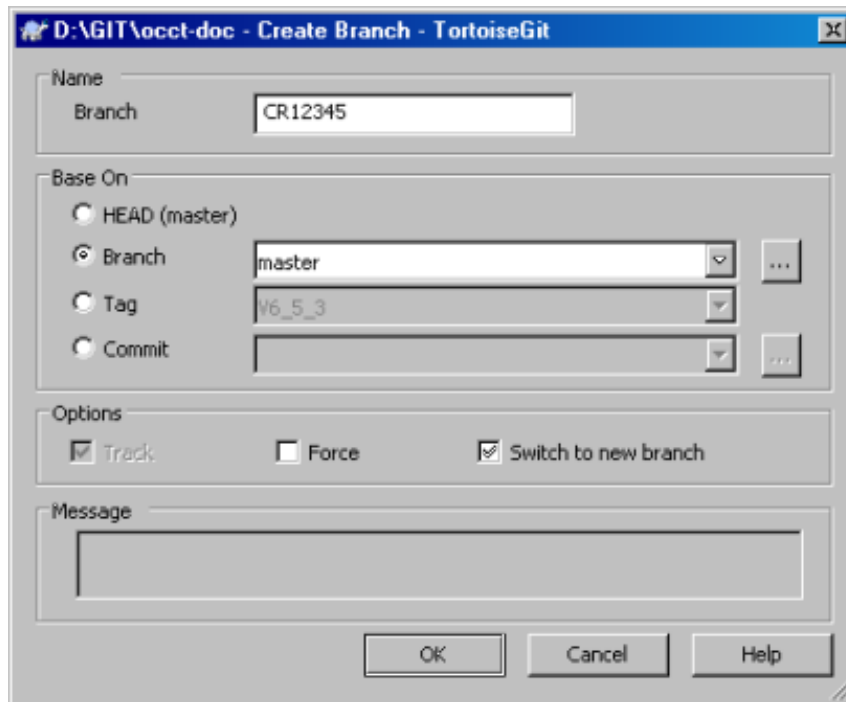 D:\GIT\occt-doc - Create Branch - TortoiseGit
Name
Branch CR12345
Base On
HEAD (master)
Branch master ...
Tag V6_5_3
Commit ...
Options
Track Force Switch to new branch
Message
OK Cancel Help